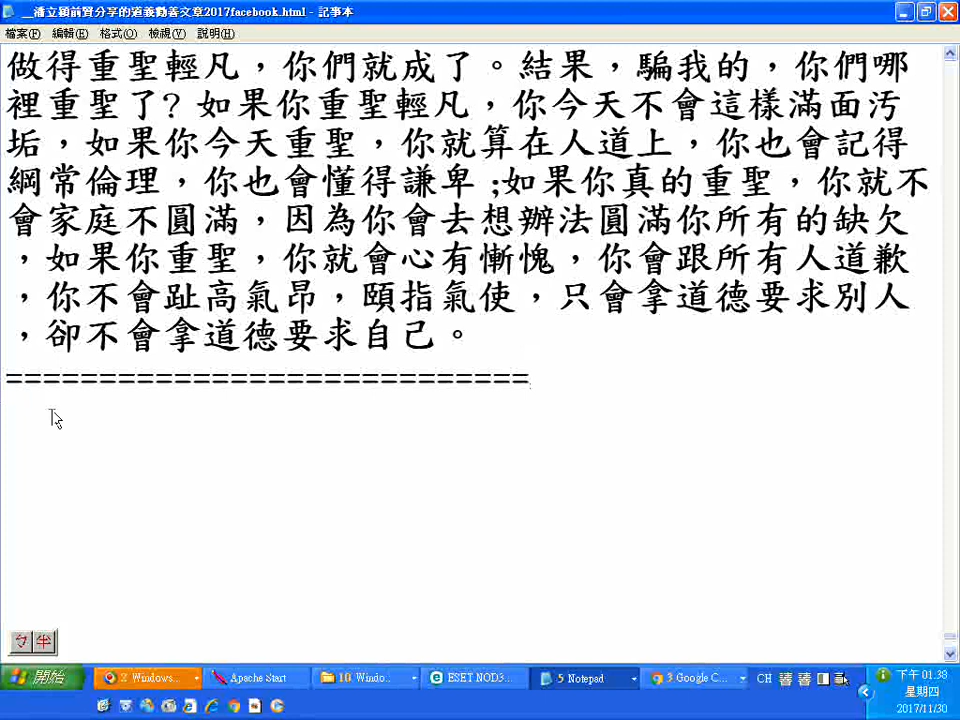 __潘立穎前賢分享的道義勸善文章2017facebook.html - 記事本
檔案(F) 編輯(E) 格式(O) 檢視(V) 說明(H)
做得重聖輕凡，你們就成了。結果，騙我的，你們哪
裡重聖了? 如果你重聖輕凡，你今天不會這樣滿面汚
垢，如果你今天重聖，你就算在人道上，你也會記得
綱常倫理，你也會懂得謙卑 ;如果你真的重聖，你就不
會家庭不圓滿，因為你會去想辦法圓滿你所有的缺欠
，如果你重聖，你就會心有慚愧，你會跟所有人道歉
，你不會趾高氣昂，頤指氣使，只會拿道德要求別人
，卻不會拿道德要求自己。
============================
ㄅ 半
開始 2 Windows... Apache Start 10 Windo... ESET NOD3... 5 Notepad 3 Google C... CH 下午 01:38
星期四
2017/11/30